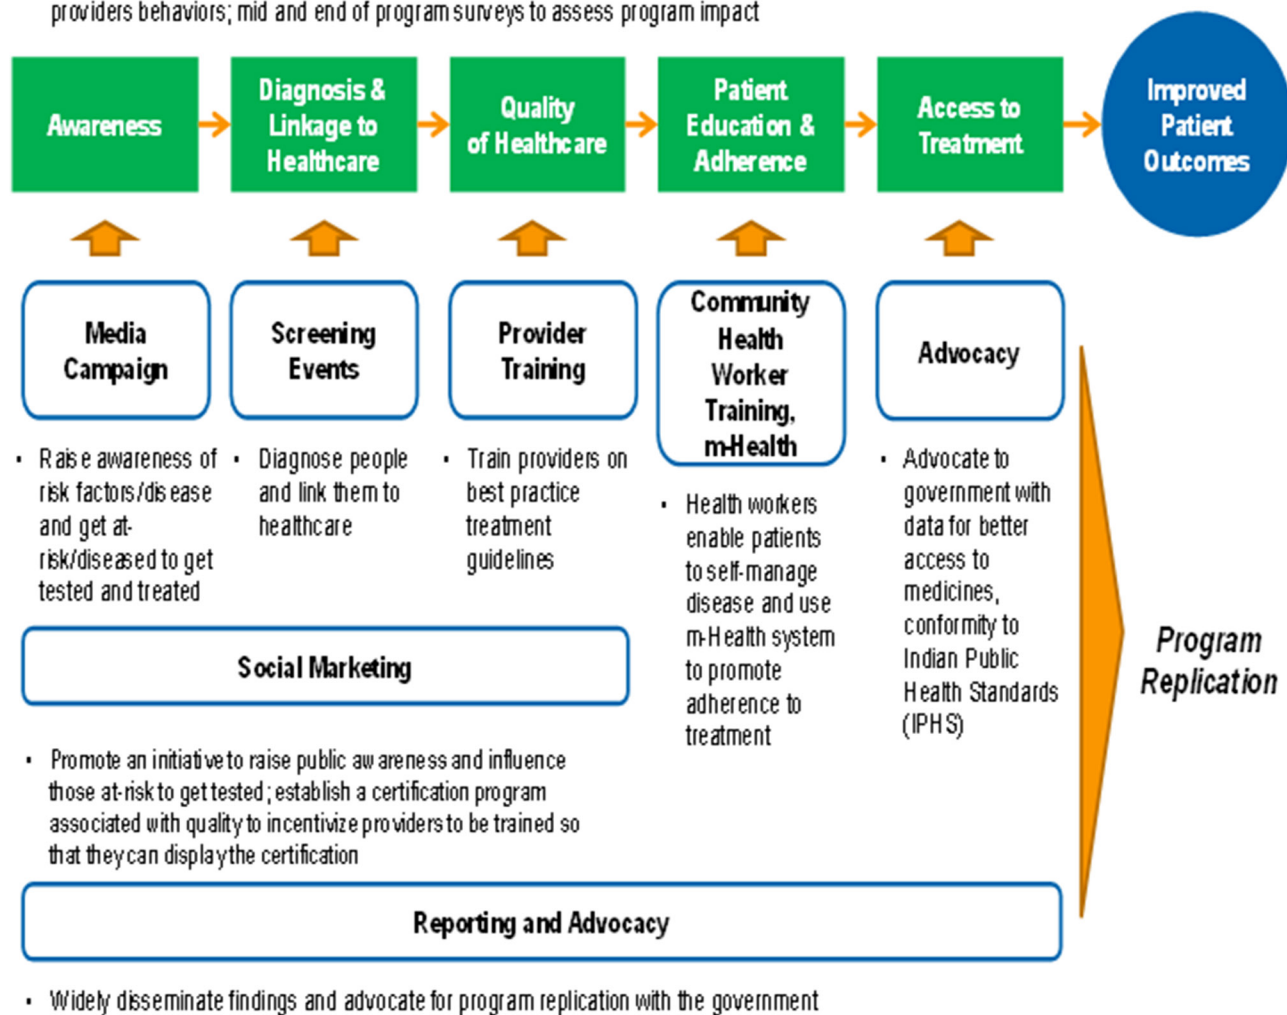 providers behaviors; mid and end of program surveys to assess program impact
Awareness
Diagnosis &
Linkage to
Healthcare
Quality
of Healthcare
Patient
Education &
Adherence
Access to
Treatment
Improved
Patient
Outcomes
Media
Campaign
Screening
Events
Provider
Training
Community
Health
Worker
Training,
m-Health
Advocacy
▪ Raise awareness of
risk factors/disease
and get at-
risk/diseased to get
tested and treated
▪ Diagnose people
and link them to
healthcare
▪ Train providers on
best practice
treatment
guidelines
▪ Health workers
enable patients
to self-manage
disease and use
m-Health system
to promote
adherence to
treatment
▪ Advocate to
government with
data for better
access to
medicines,
conformity to
Indian Public
Health Standards
(IPHS)
Program
Replication
Social Marketing
▪ Promote an initiative to raise public awareness and influence
those at-risk to get tested; establish a certification program
associated with quality to incentivize providers to be trained so
that they can display the certification
Reporting and Advocacy
▪ Widely disseminate findings and advocate for program replication with the government